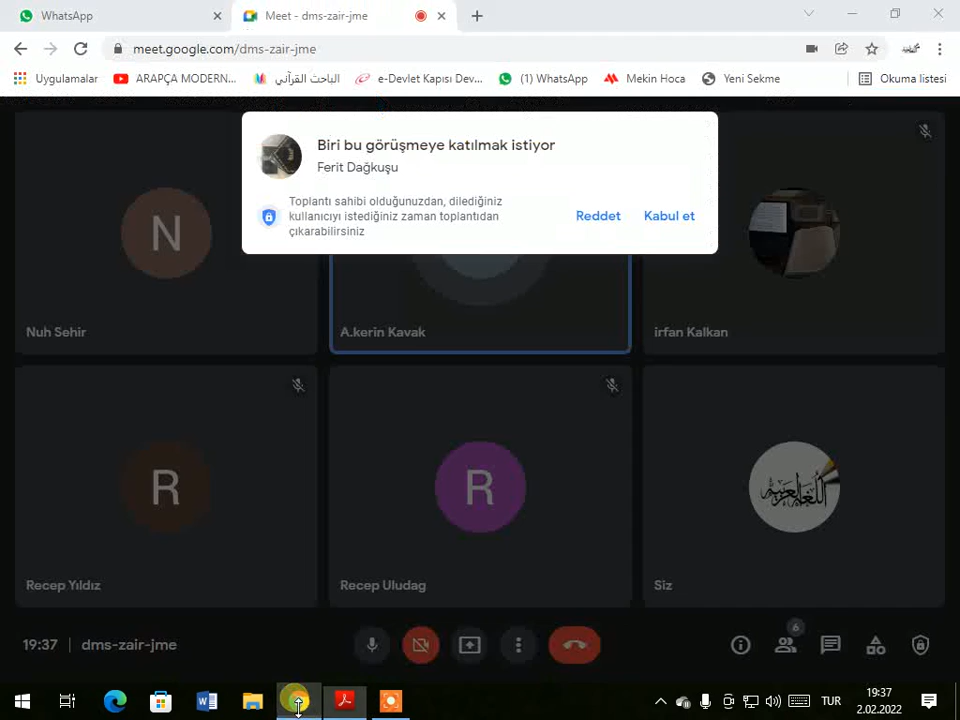 WhatsApp
Meet - dms-zair-jme
meet.google.com/dms-zair-jme
Uygulamalar
ARAPÇA MODERN...
الباحث القرآني
e-Devlet Kapısı Dev...
(1) WhatsApp
Mekin Hoca
Yeni Sekme
Okuma listesi
Biri bu görüşmeye katılmak istiyor
Ferit Dağkuşu
Toplantı sahibi olduğunuzdan, dilediğiniz
kullanıcıyı istediğiniz zaman toplantıdan
çıkarabilirsiniz
Reddet
Kabul et
N
Nuh Sehir
A.kerin Kavak
irfan Kalkan
R
Recep Yıldız
R
Recep Uludag
اللغة العربية
Siz
19:37 | dms-zair-jme
6
TUR
19:37
2.02.2022